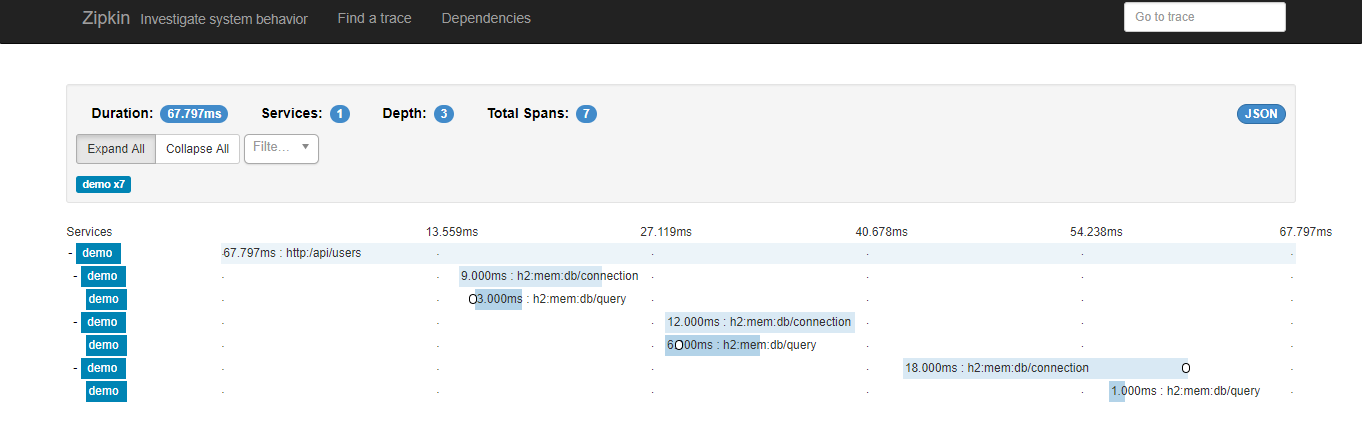 Zipkin Investigate system behavior Find a trace Dependencies Go to trace
Duration: 67.797ms Services: 1 Depth: 3 Total Spans: 7 JSON
Expand All Collapse All Filte...
demo x7
Services 13.559ms 27.119ms 40.678ms 54.238ms 67.797ms
- demo 67.797ms : http:/api/users
- demo 9.000ms : h2:mem:db/connection
demo 3.000ms : h2:mem:db/query
- demo 12.000ms : h2:mem:db/connection
demo 6.000ms : h2:mem:db/query
- demo 18.000ms : h2:mem:db/connection
demo 1.000ms : h2:mem:db/query